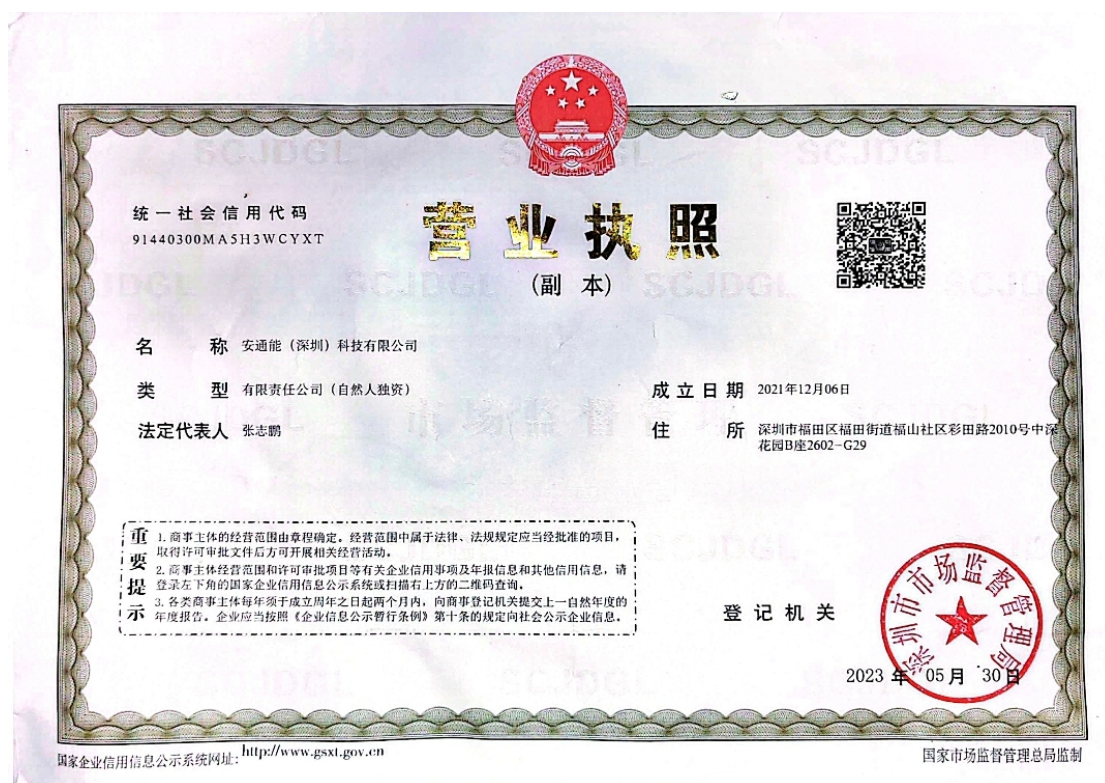 统一社会信用代码
91440300MA5H3WCYXT
营业执照
(副 本)
名 称 安通能（深圳）科技有限公司
类 型 有限责任公司（自然人独资）
成立日期 2021年12月06日
法定代表人 张志鹏
住 所 深圳市福田区福田街道福山社区彩田路2010号中深
花园B座2602-G29
重要提示
1. 商事主体的经营范围由章程确定。经营范围中属于法律、法规规定应当经批准的项目，
取得许可审批文件后方可开展相关经营活动。
2. 商事主体经营范围和许可审批项目等有关企业信用事项及年报信息和其他信用信息，请
登录左下角的国家企业信用信息公示系统或扫描右上方的二维码查询。
3. 各类商事主体每年须于成立周年之日起两个月内，向商事登记机关提交上一自然年度的
年度报告。企业应当按照《企业信息公示暂行条例》第十条的规定向社会公示企业信息。
登记机关
深圳市市场监督管理局
2023 年 05 月 30 日
国家企业信用信息公示系统网址: http://www.gsxt.gov.cn
国家市场监督管理总局监制
SCJDGL
市场监督管理